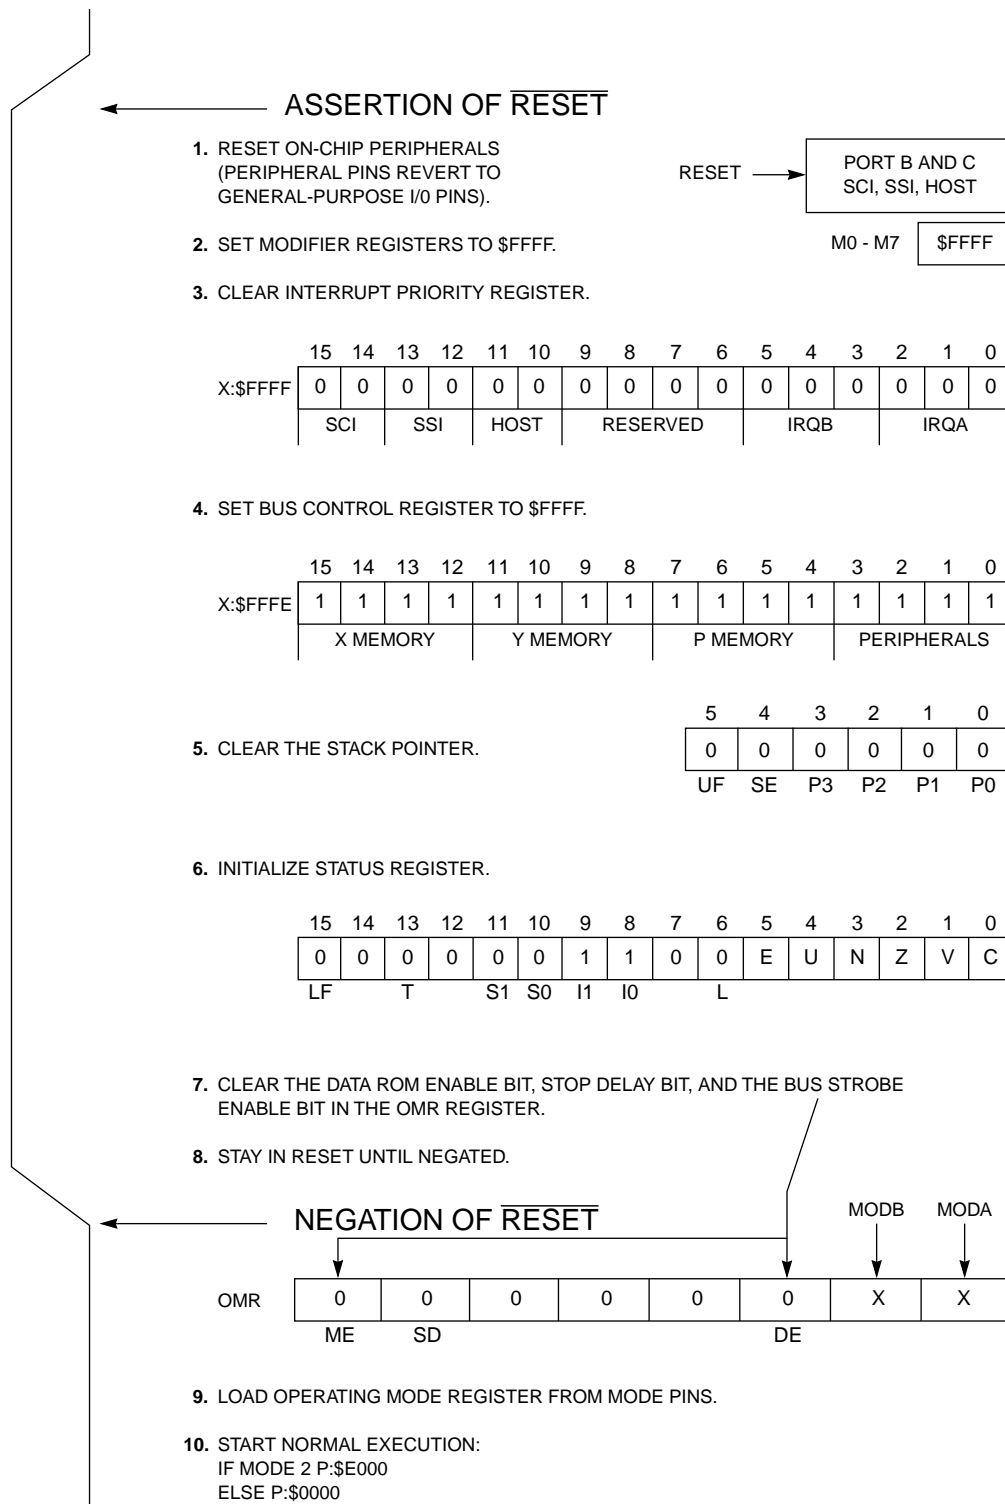 ASSERTION OF RESET
1. RESET ON-CHIP PERIPHERALS
(PERIPHERAL PINS REVERT TO
GENERAL-PURPOSE I/0 PINS).
RESET
PORT B AND C
SCI, SSI, HOST
2. SET MODIFIER REGISTERS TO $FFFF.
M0 - M7 $FFFF
3. CLEAR INTERRUPT PRIORITY REGISTER.
15 14 13 12 11 10 9 8 7 6 5 4 3 2 1 0
X:$FFFF 0 0 0 0 0 0 0 0 0 0 0 0 0 0 0 0
SCI SSI HOST RESERVED IRQB IRQA
4. SET BUS CONTROL REGISTER TO $FFFF.
15 14 13 12 11 10 9 8 7 6 5 4 3 2 1 0
X:$FFFE 1 1 1 1 1 1 1 1 1 1 1 1 1 1 1 1
X MEMORY Y MEMORY P MEMORY PERIPHERALS
5 4 3 2 1 0
5. CLEAR THE STACK POINTER. 0 0 0 0 0 0
UF SE P3 P2 P1 P0
6. INITIALIZE STATUS REGISTER.
15 14 13 12 11 10 9 8 7 6 5 4 3 2 1 0
0 0 0 0 0 0 1 1 0 0 E U N Z V C
LF T S1 S0 I1 I0 L
7. CLEAR THE DATA ROM ENABLE BIT, STOP DELAY BIT, AND THE BUS STROBE
ENABLE BIT IN THE OMR REGISTER.
8. STAY IN RESET UNTIL NEGATED.
NEGATION OF RESET
MODB MODA
OMR 0 0 0 0 0 0 X X
ME SD DE
9. LOAD OPERATING MODE REGISTER FROM MODE PINS.
10. START NORMAL EXECUTION:
IF MODE 2 P:$E000
ELSE P:$0000